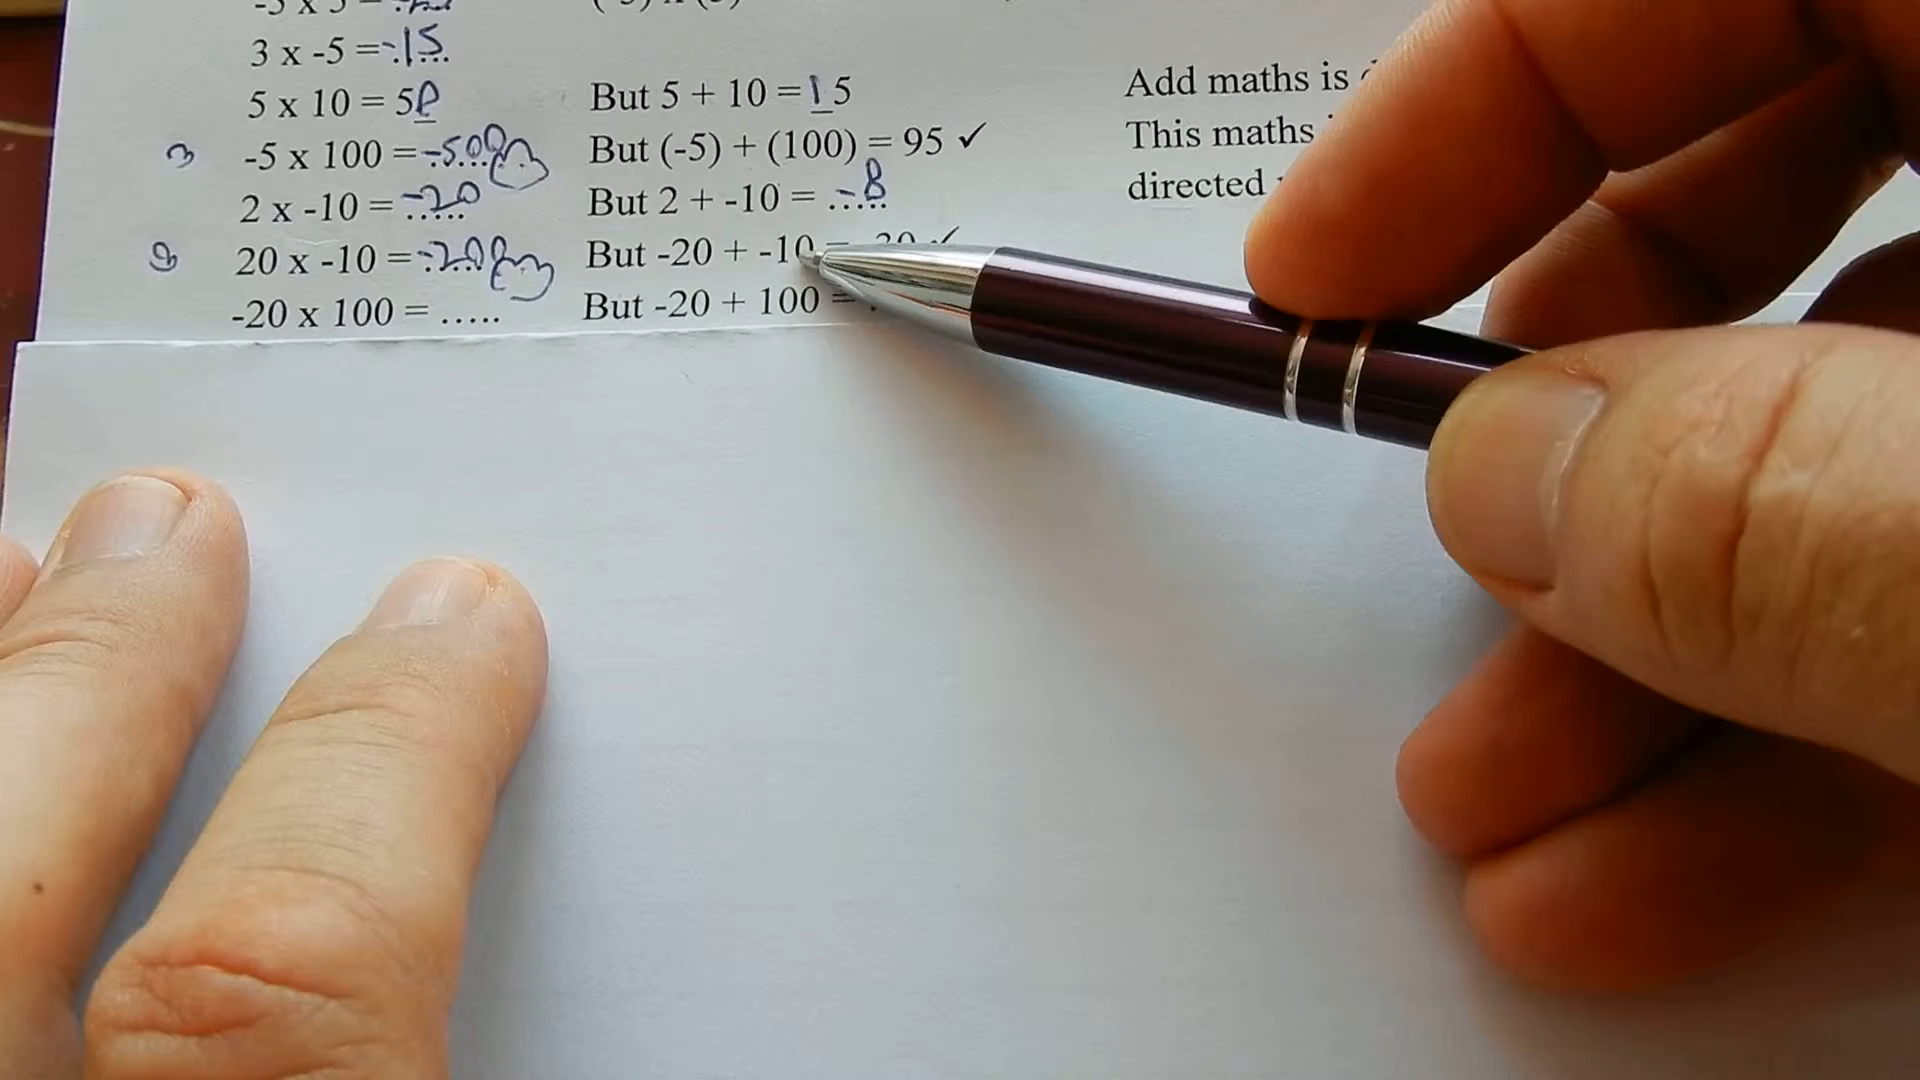 3 x -5 = -15
5 x 10 = 50
But 5 + 10 = 15
Add maths is
-5 x 100 = -500
But (-5) + (100) = 95 ✓
This maths
2 x -10 = -20
But 2 + -10 = -8
directed
20 x -10 = -200
But -20 + -10 =
-20 x 100 = .....
But -20 + 100 =